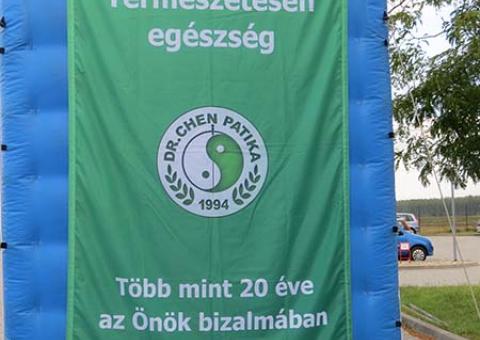 Természetesen
egészség
DR. CHEN PATIKA
1994
Több mint 20 éve
az Önök bizalmában